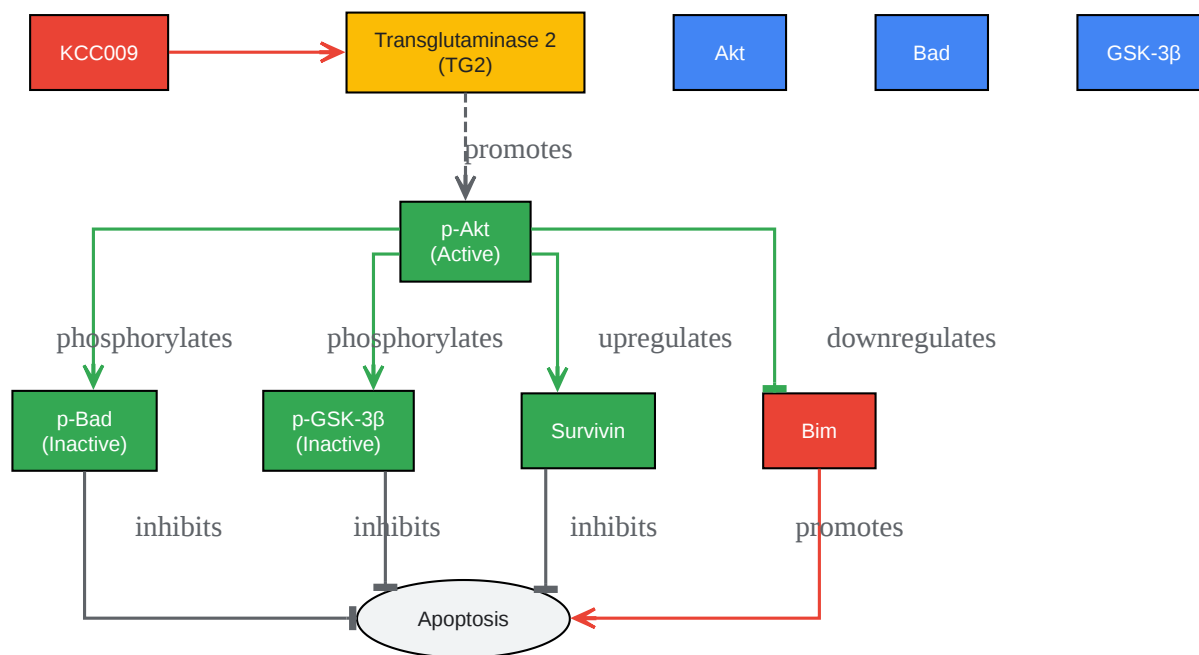 KCC009
Transglutaminase 2
(TG2)
Akt
Bad
GSK-3β
promotes
p-Akt
(Active)
phosphorylates
phosphorylates
upregulates
downregulates
p-Bad
(Inactive)
p-GSK-3β
(Inactive)
Survivin
Bim
inhibits
inhibits
inhibits
promotes
Apoptosis